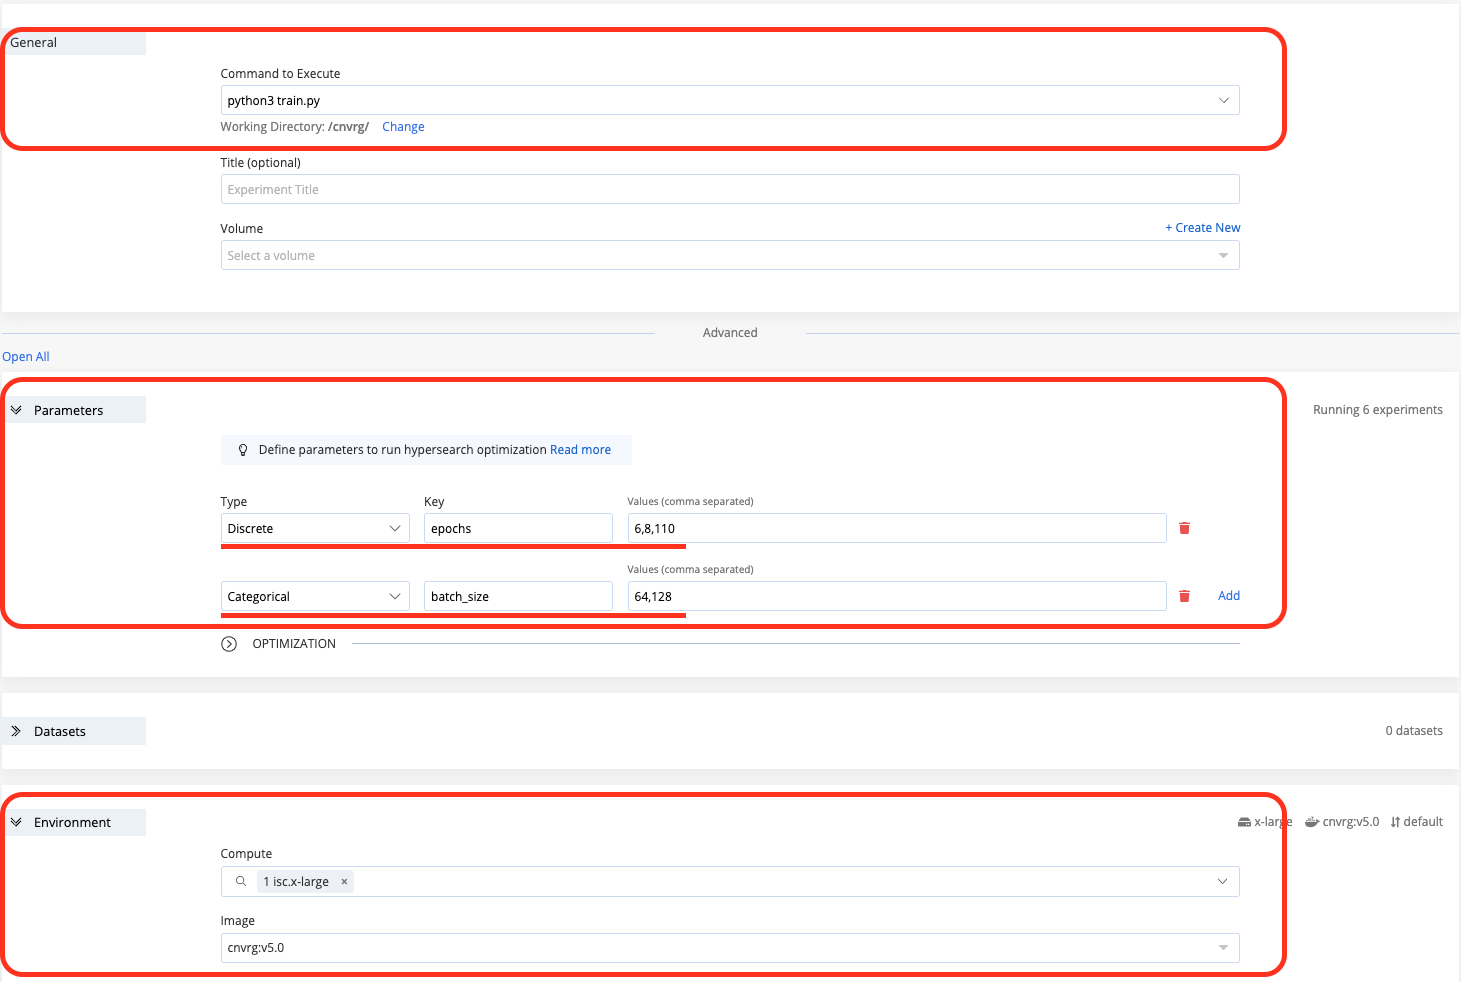 General
Command to Execute
python3 train.py
Working Directory: /cnvrg/ Change
Title (optional)
Experiment Title
Volume + Create New
Select a volume
Advanced
Open All
Parameters Running 6 experiments
Define parameters to run hypersearch optimization Read more
Type Key Values (comma separated)
Discrete epochs 6,8,110
Values (comma separated)
Categorical batch_size 64,128 Add
OPTIMIZATION
Datasets 0 datasets
Environment x-large cnvrg:v5.0 default
Compute
1 isc.x-large ×
Image
cnvrg:v5.0